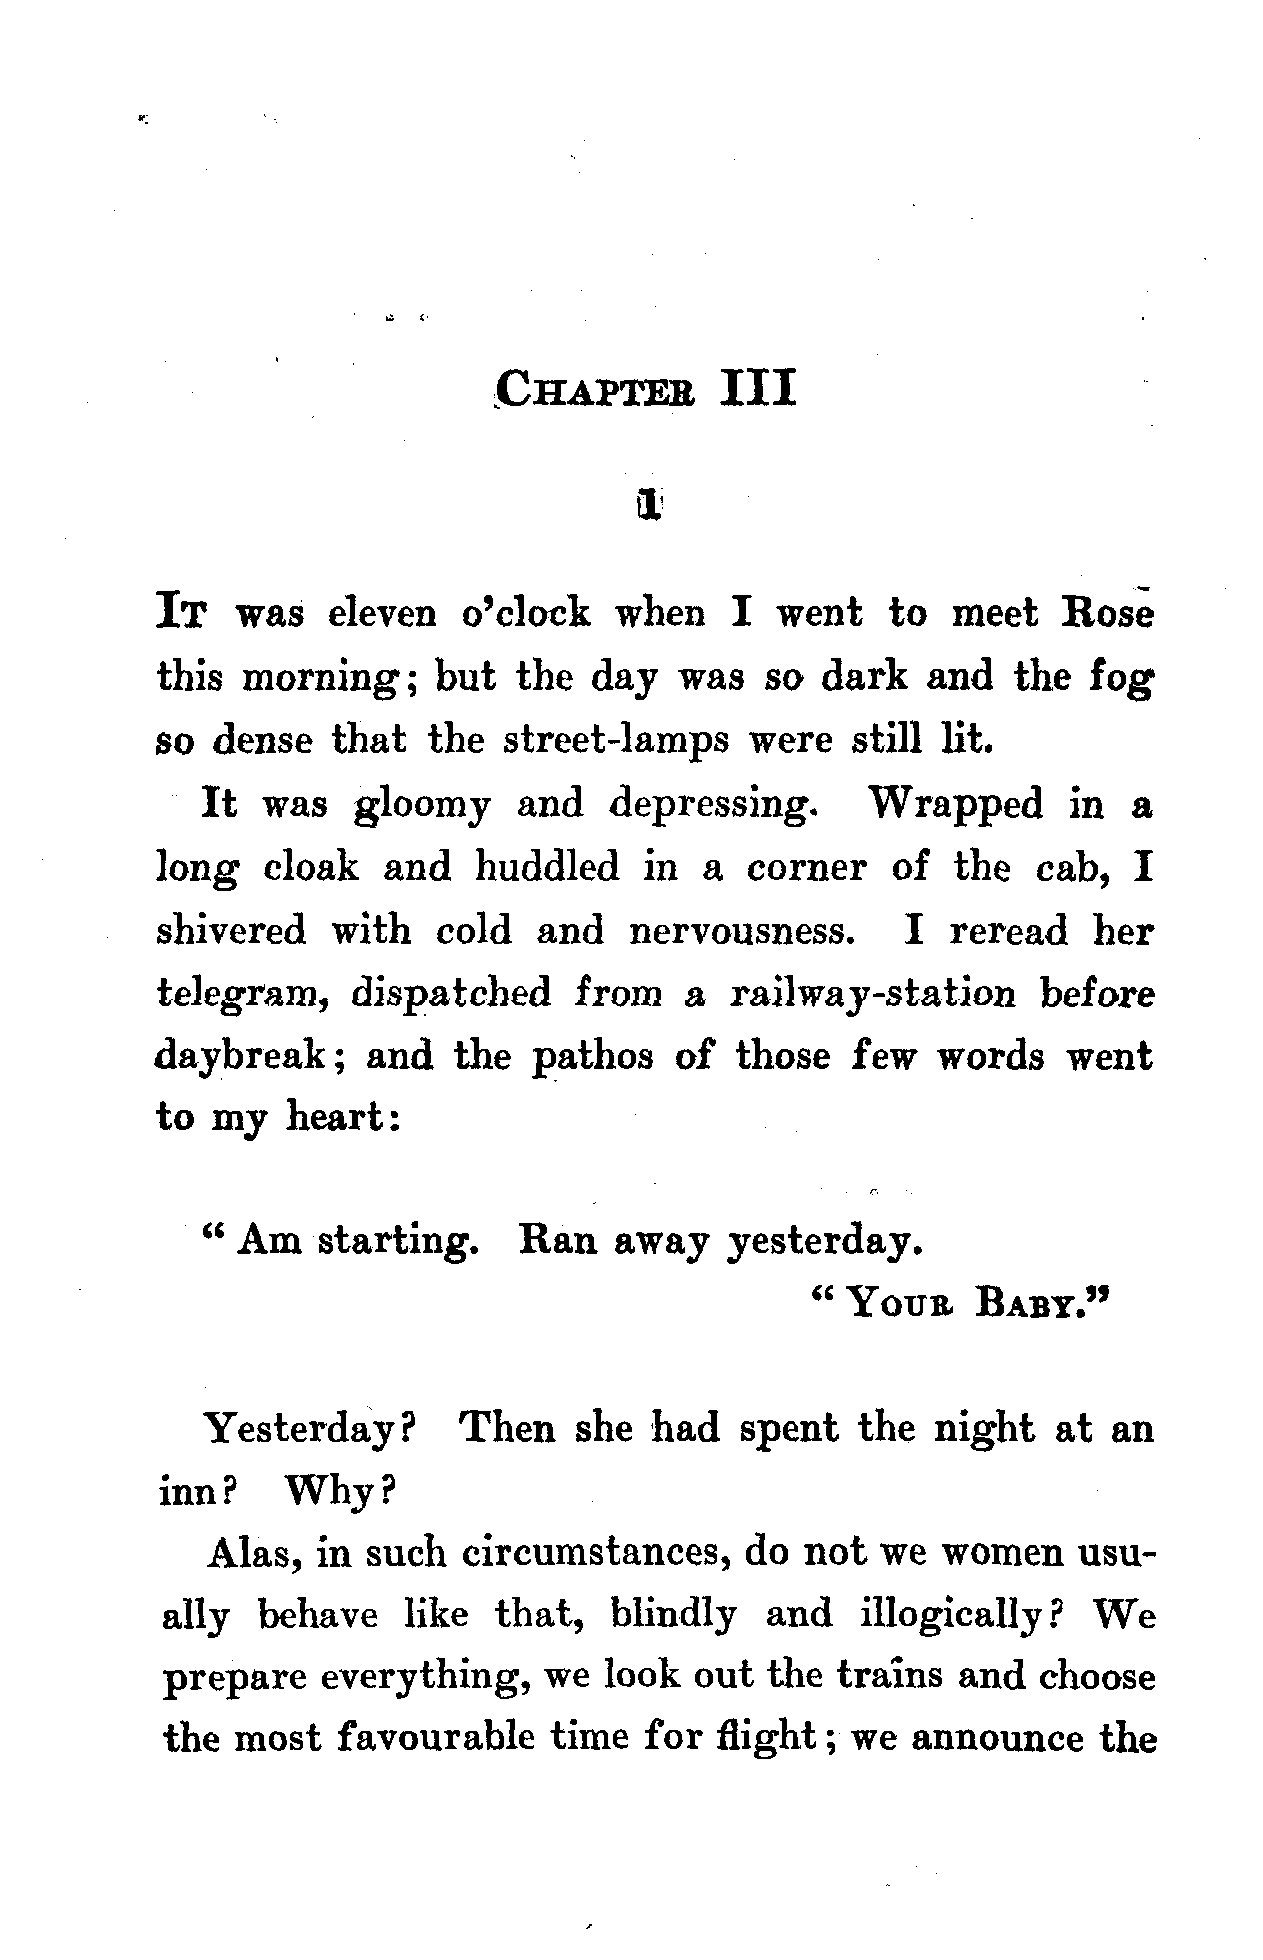 CHAPTER III
1
IT was eleven o'clock when I went to meet Rose
this morning; but the day was so dark and the fog
so dense that the street-lamps were still lit.
It was gloomy and depressing. Wrapped in a
long cloak and huddled in a corner of the cab, I
shivered with cold and nervousness. I reread her
telegram, dispatched from a railway-station before
daybreak; and the pathos of those few words went
to my heart:
"Am starting. Ran away yesterday.
"YOUR BABY."
Yesterday? Then she had spent the night at an
inn? Why?
Alas, in such circumstances, do not we women usu-
ally behave like that, blindly and illogically? We
prepare everything, we look out the trains and choose
the most favourable time for flight; we announce the